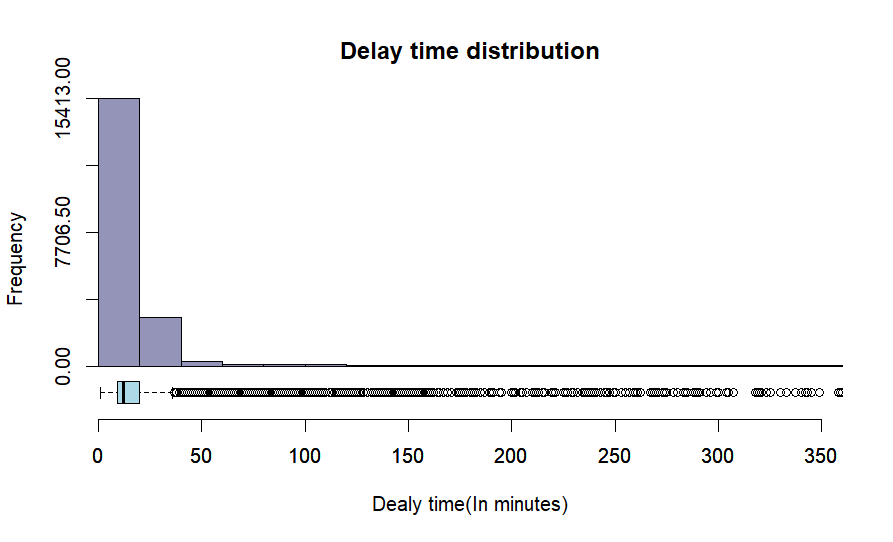 Delay time distribution
Frequency
15413.00
7706.50
0.00
0 50 100 150 200 250 300 350
Dealy time(In minutes)